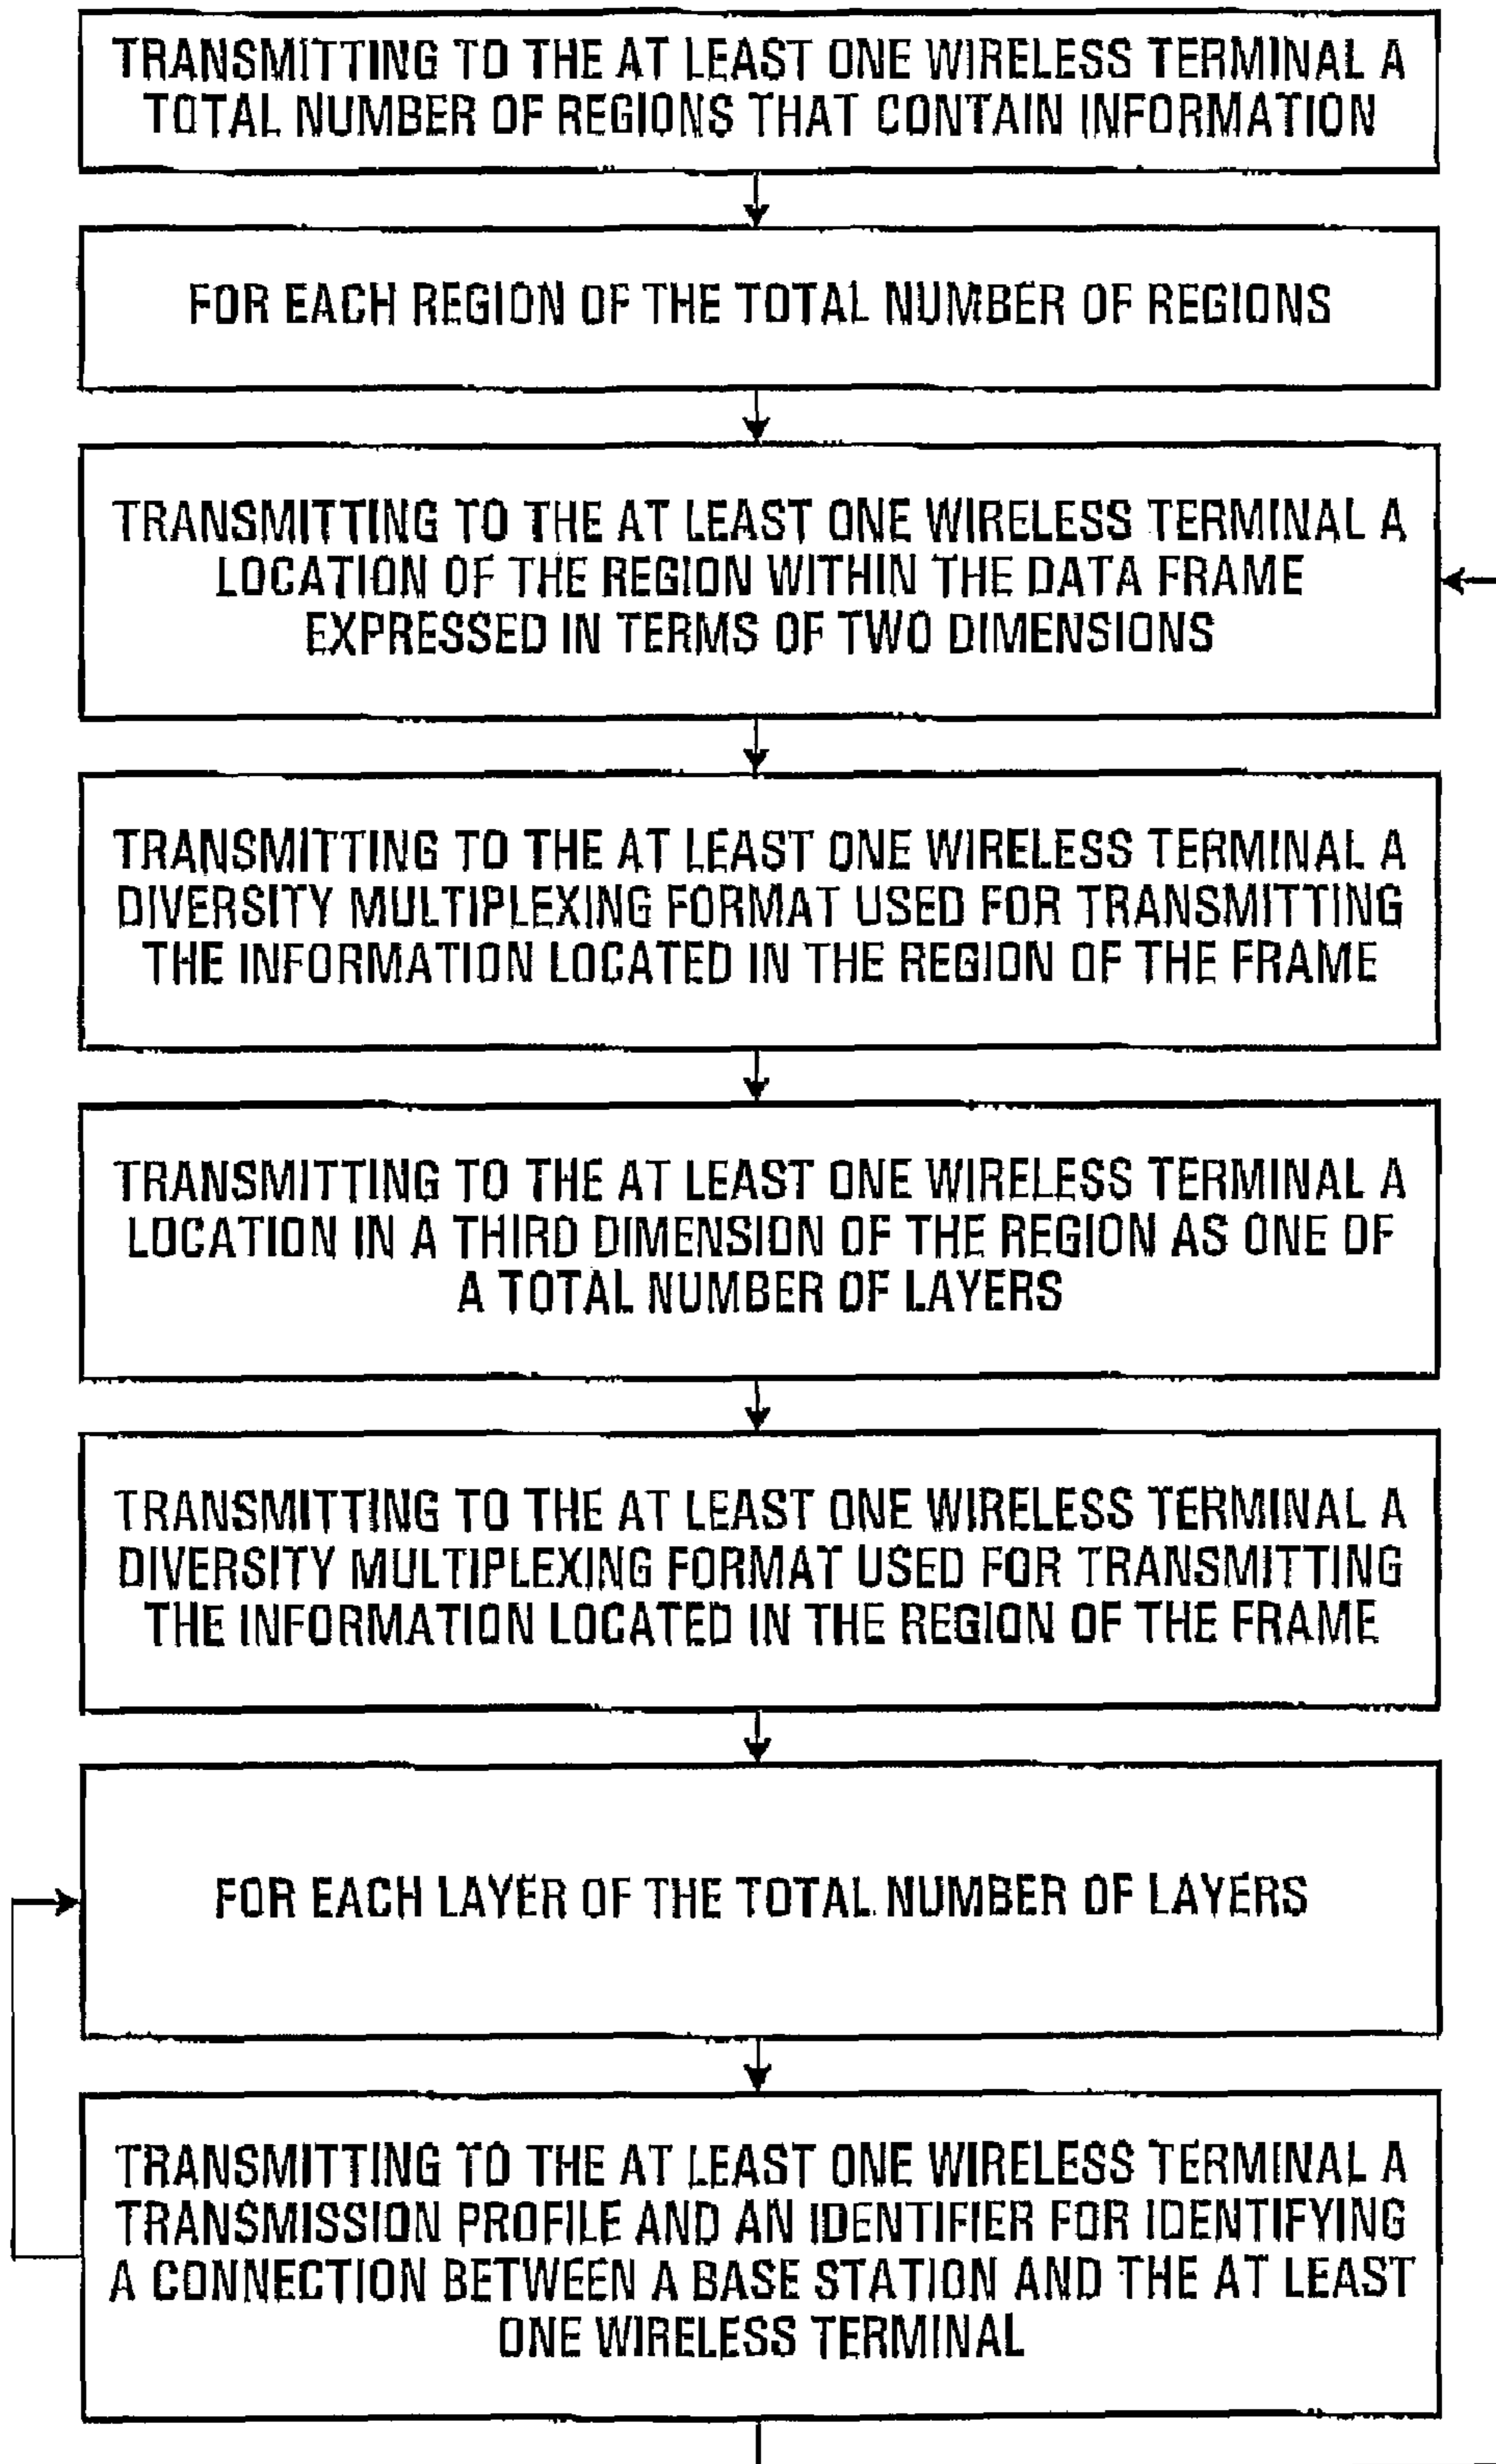 TRANSMITTING TO THE AT LEAST ONE WIRELESS TERMINAL A
TOTAL NUMBER OF REGIONS THAT CONTAIN INFORMATION
FOR EACH REGION OF THE TOTAL NUMBER OF REGIONS
TRANSMITTING TO THE AT LEAST ONE WIRELESS TERMINAL A
LOCATION OF THE REGION WITHIN THE DATA FRAME
EXPRESSED IN TERMS OF TWO DIMENSIONS
TRANSMITTING TO THE AT LEAST ONE WIRELESS TERMINAL A
DIVERSITY MULTIPLEXING FORMAT USED FOR TRANSMITTING
THE INFORMATION LOCATED IN THE REGION OF THE FRAME
TRANSMITTING TO THE AT LEAST ONE WIRELESS TERMINAL A
LOCATION IN A THIRD DIMENSION OF THE REGION AS ONE OF
A TOTAL NUMBER OF LAYERS
TRANSMITTING TO THE AT LEAST ONE WIRELESS TERMINAL A
DIVERSITY MULTIPLEXING FORMAT USED FOR TRANSMITTING
THE INFORMATION LOCATED IN THE REGION OF THE FRAME
FOR EACH LAYER OF THE TOTAL NUMBER OF LAYERS
TRANSMITTING TO THE AT LEAST ONE WIRELESS TERMINAL A
TRANSMISSION PROFILE AND AN IDENTIFIER FOR IDENTIFYING
A CONNECTION BETWEEN A BASE STATION AND THE AT LEAST
ONE WIRELESS TERMINAL